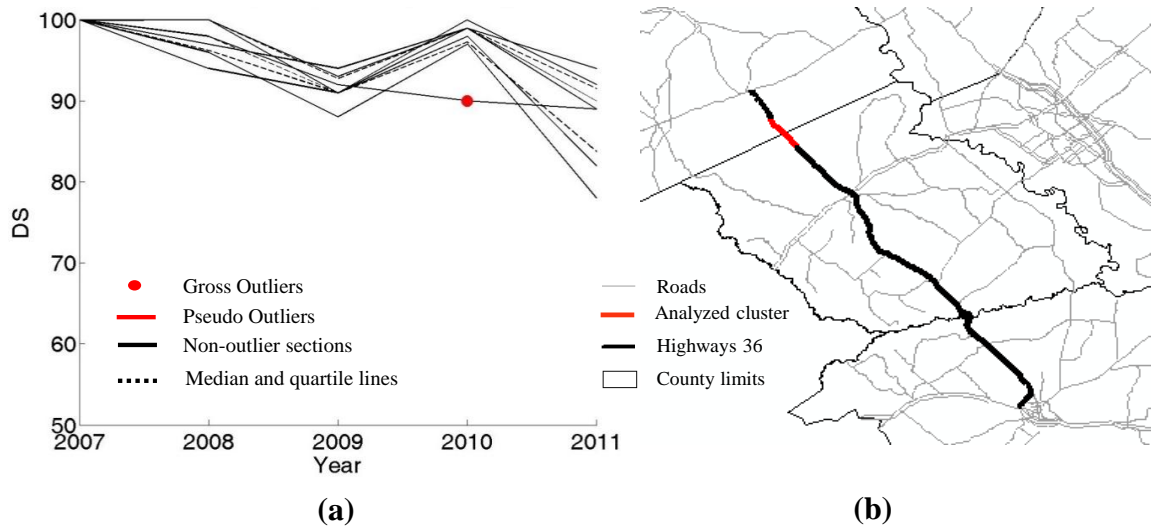 100
90
80
70
60
50
DS
2007
2008
2009
2010
2011
Year
Gross Outliers
Pseudo Outliers
Non-outlier sections
Median and quartile lines
(a)
Roads
Analyzed cluster
Highways 36
County limits
(b)